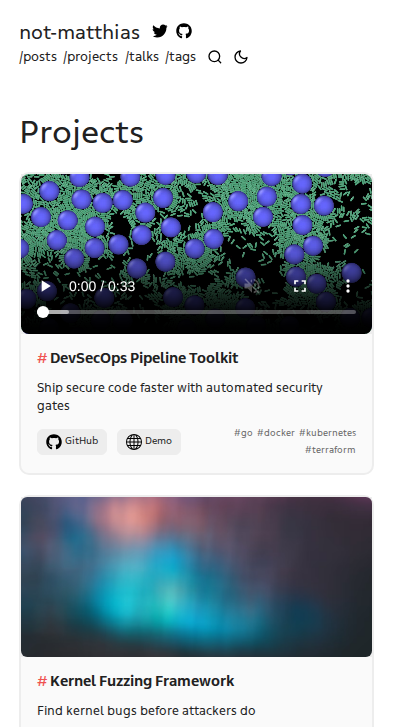 not-matthias
/posts /projects /talks /tags
Projects
0:00 / 0:33
# DevSecOps Pipeline Toolkit
Ship secure code faster with automated security
gates
GitHub Demo #go #docker #kubernetes
#terraform
# Kernel Fuzzing Framework
Find kernel bugs before attackers do